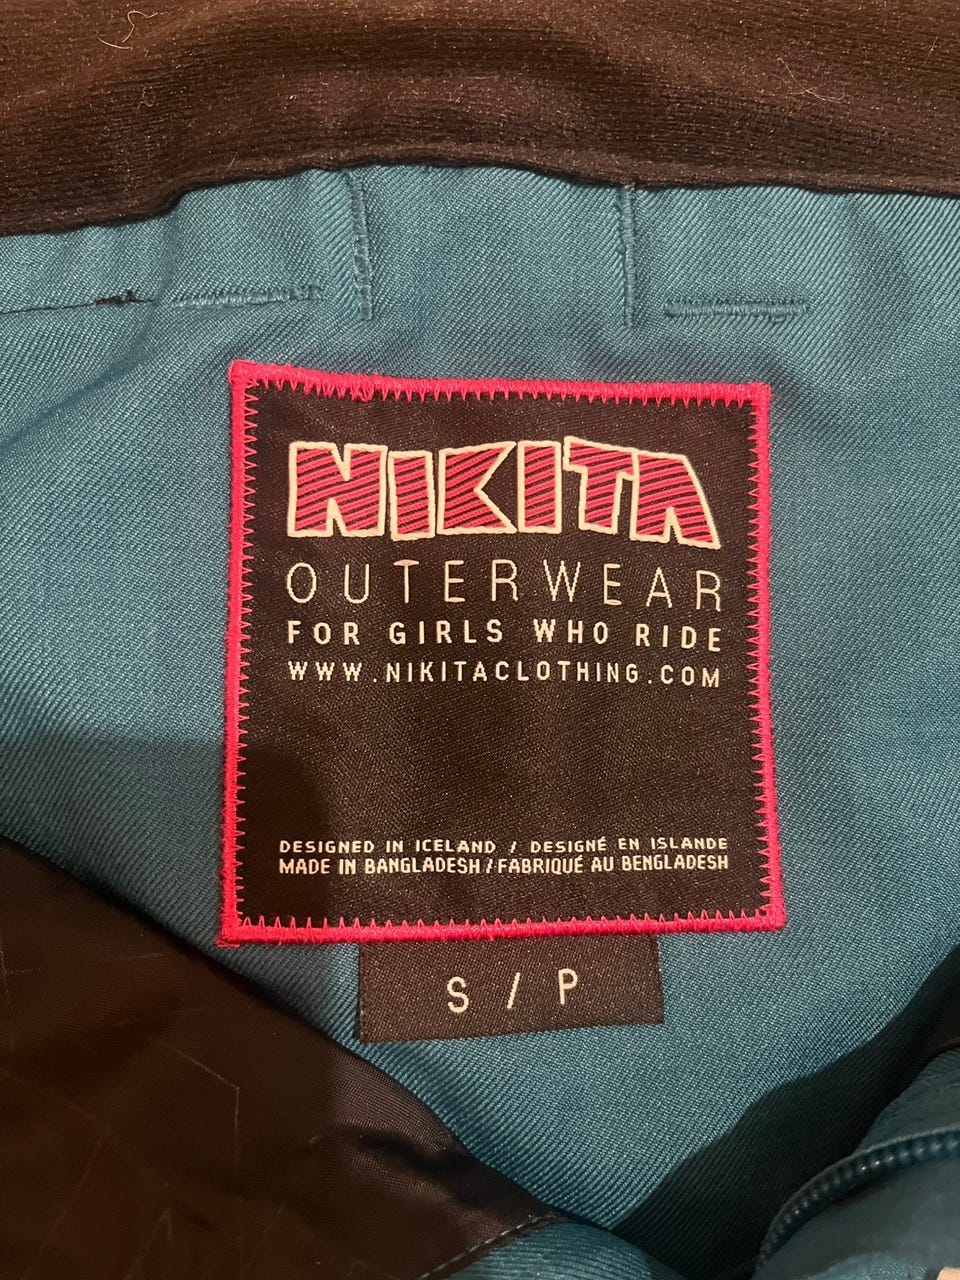 NIKITA
OUTERWEAR
FOR GIRLS WHO RIDE
WWW.NIKITACLOTHING.COM
DESIGNED IN ICELAND / DESIGNÉ EN ISLANDE
MADE IN BANGLADESH / FABRIQUÉ AU BENGLADESH
S / P